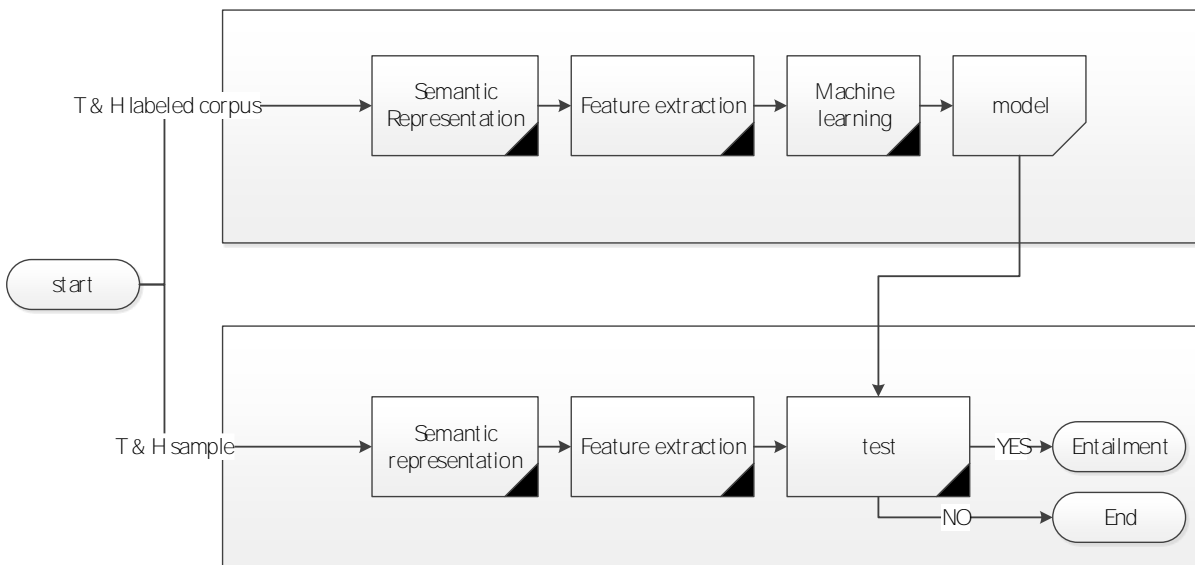 T & H labeled corpus
Semantic
Representation
Feature extraction
Machine
learning
model
start
T & H sample
Semantic
representation
Feature extraction
test
YES
Entailment
NO
End